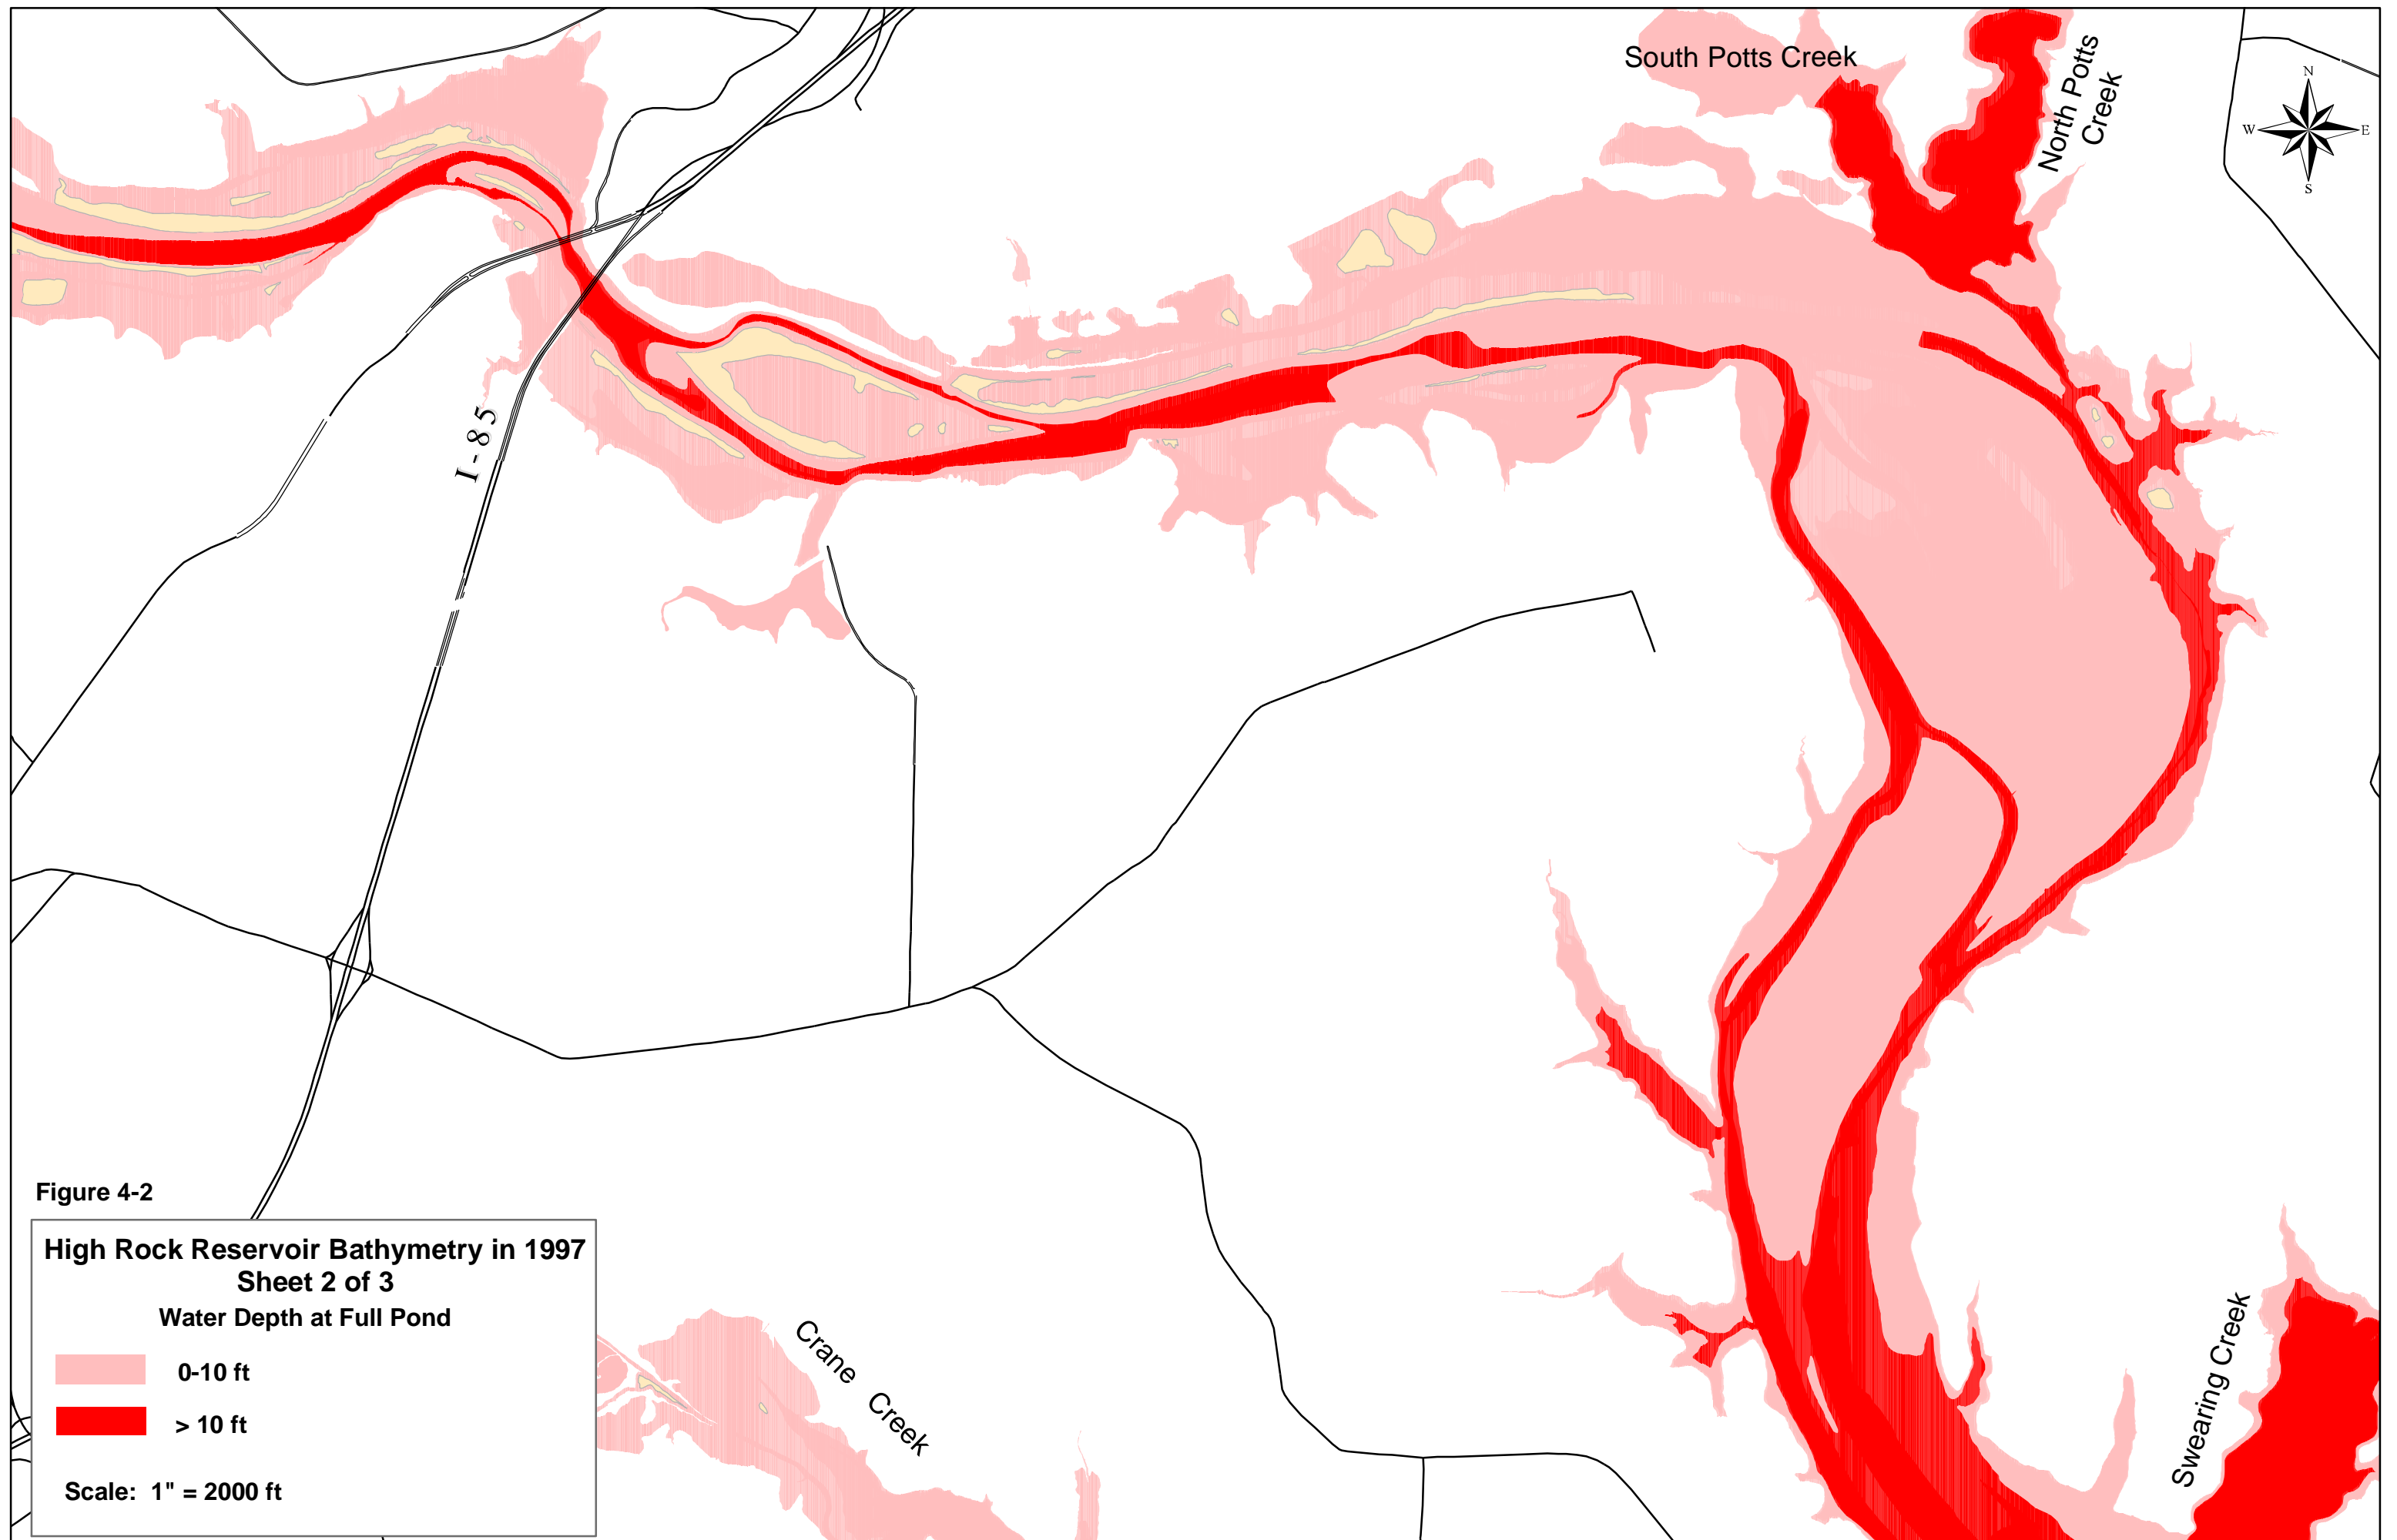 South Potts Creek
North Potts
Creek
N
W
E
S
I-85
Figure 4-2
High Rock Reservoir Bathymetry in 1997
Sheet 2 of 3
Water Depth at Full Pond
0-10 ft
> 10 ft
Scale: 1" = 2000 ft
Crane Creek
Swearing Creek